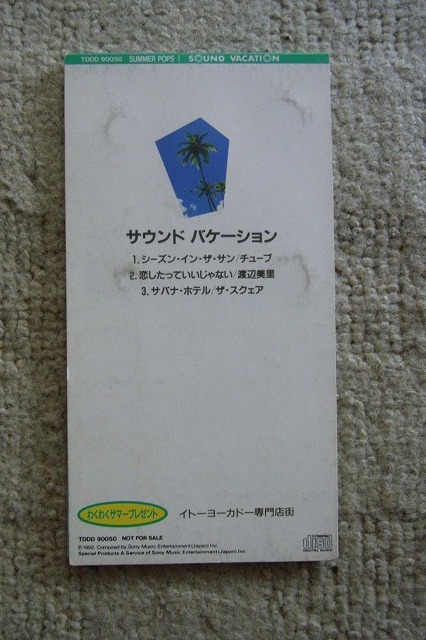 TDDD 90050 SUMMER POPS | SOUND VACATION
サウンド バケーション
1. シーズン・イン・ザ・サン/チューブ
2. 恋したっていいじゃない/渡辺美里
3. サバナ・ホテル/ザ・スクェア
わくわくサマープレゼント イトーヨーカドー専門店街
TDDD 90050 NOT FOR SALE
℗1992 Compiled by Sony Music Entertainment (Japan) Inc.
Special Products A Service of Sony Music Entertainment (Japan) Inc
COMPACT disc DIGITAL AUDIO